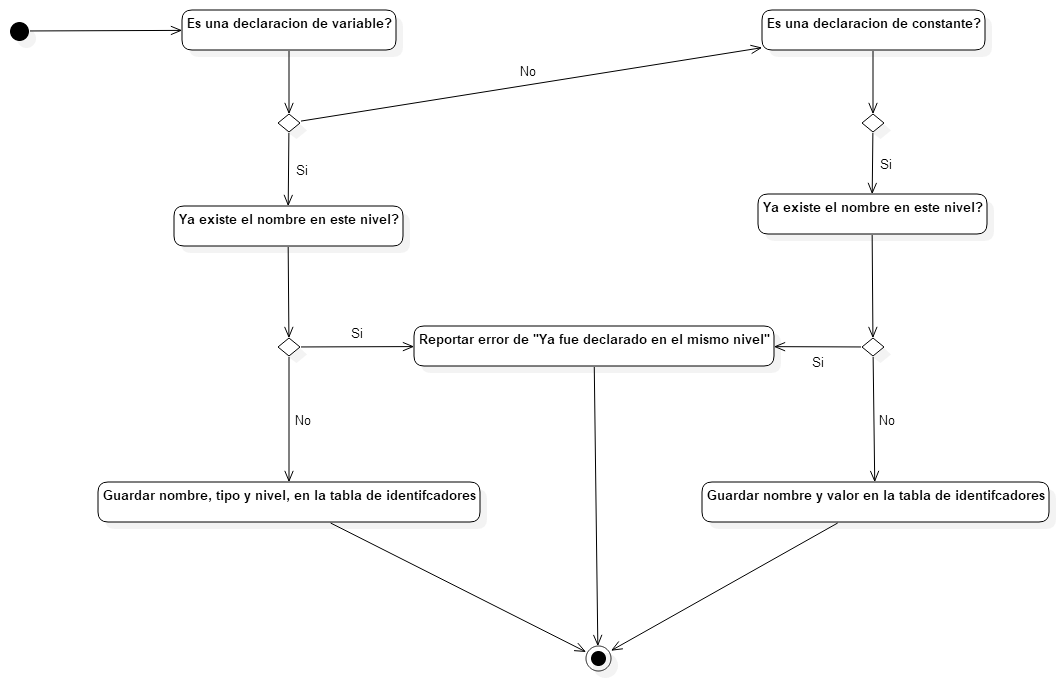 Es una declaracion de variable?
Es una declaracion de constante?
No
Si
Si
Ya existe el nombre en este nivel?
Ya existe el nombre en este nivel?
Si
Reportar error de "Ya fue declarado en el mismo nivel"
Si
No
No
Guardar nombre, tipo y nivel, en la tabla de identifcadores
Guardar nombre y valor en la tabla de identifcadores